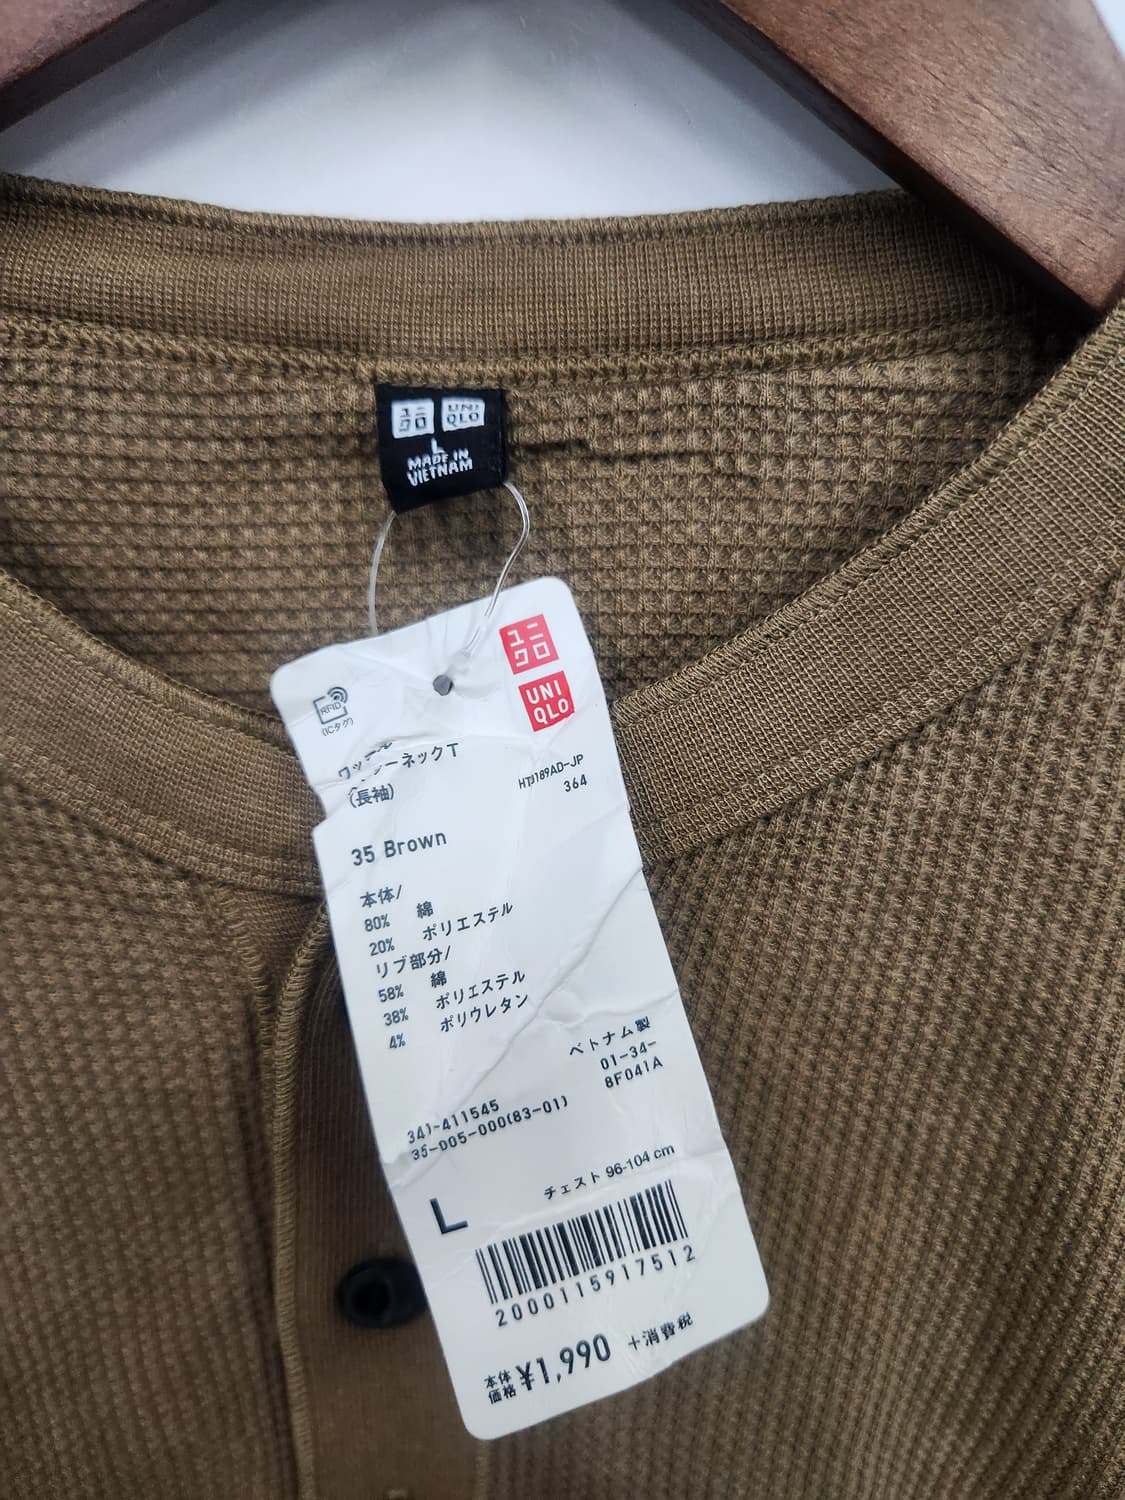 ユニ
クロ
UNI
QLO
L
MADE IN
VIETNAM
ユニ
クロ
UNI
QLO
RFID
(ICタグ)
ネックT
(長袖)
364
35 Brown
本体/
80% 綿
20% ポリエステル
リブ部分/
58% 綿
38% ポリエステル
4% ポリウレタン
ベトナム製
01-34-
8F041A
341-411545
35-005-000(83-01)
L
チェスト 96-104 cm
2000115917512
本体
価格 ¥1,990 +消費税